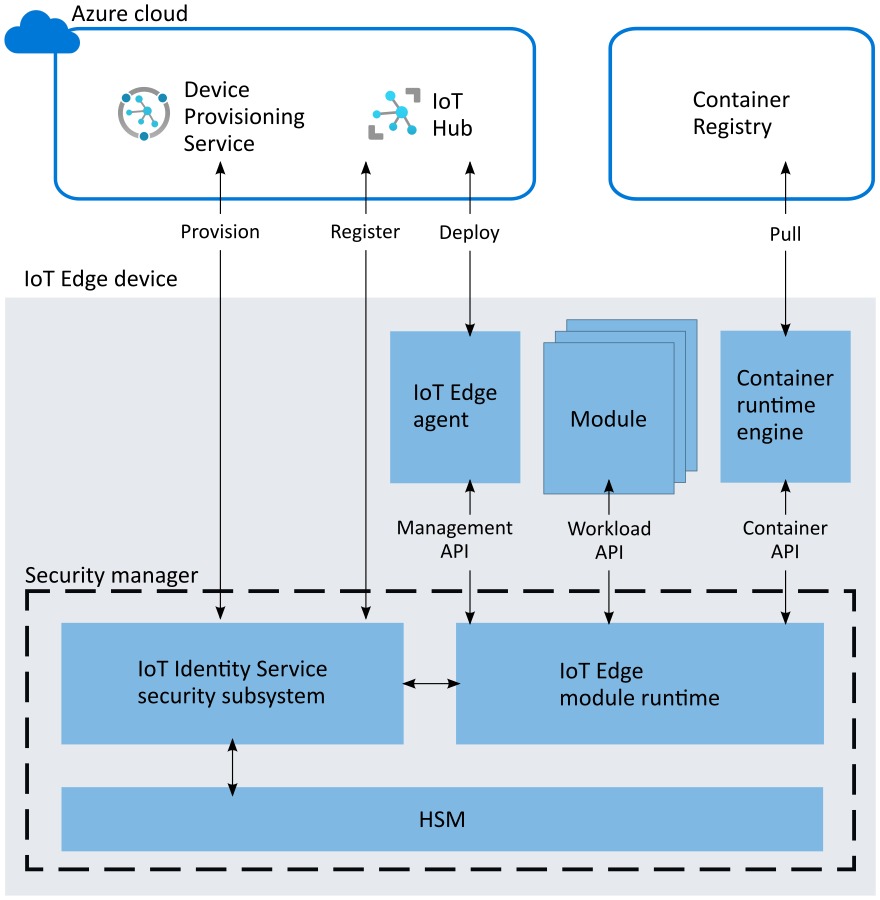 Azure cloud
Device
Provisioning
Service
IoT
Hub
Container
Registry
Provision
Register
Deploy
Pull
IoT Edge device
IoT Edge
agent
Module
Container
runtime
engine
Management
API
Workload
API
Container
API
Security manager
IoT Identity Service
security subsystem
IoT Edge
module runtime
HSM